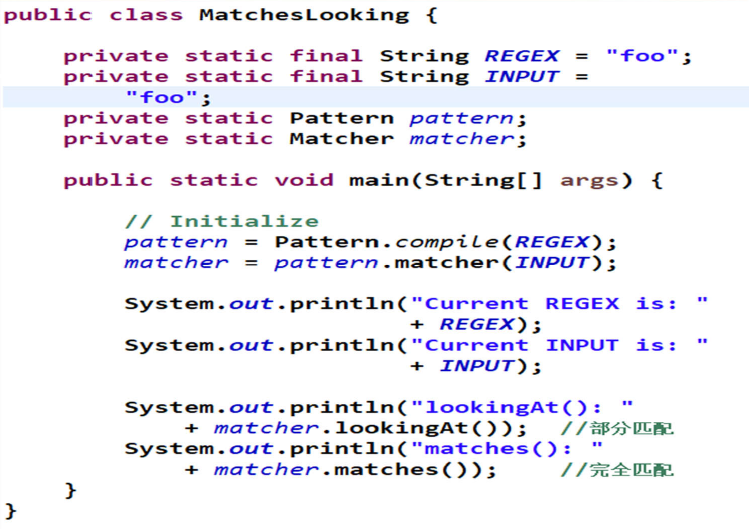 public class MatchesLooking {
private static final String REGEX = "foo";
private static final String INPUT =
"foo";
private static Pattern pattern;
private static Matcher matcher;
public static void main(String[] args) {
// Initialize
pattern = Pattern.compile(REGEX);
matcher = pattern.matcher(INPUT);
System.out.println("Current REGEX is: "
+ REGEX);
System.out.println("Current INPUT is: "
+ INPUT);
System.out.println("lookingAt(): "
+ matcher.lookingAt()); //部分匹配
System.out.println("matches(): "
+ matcher.matches()); //完全匹配
}
}